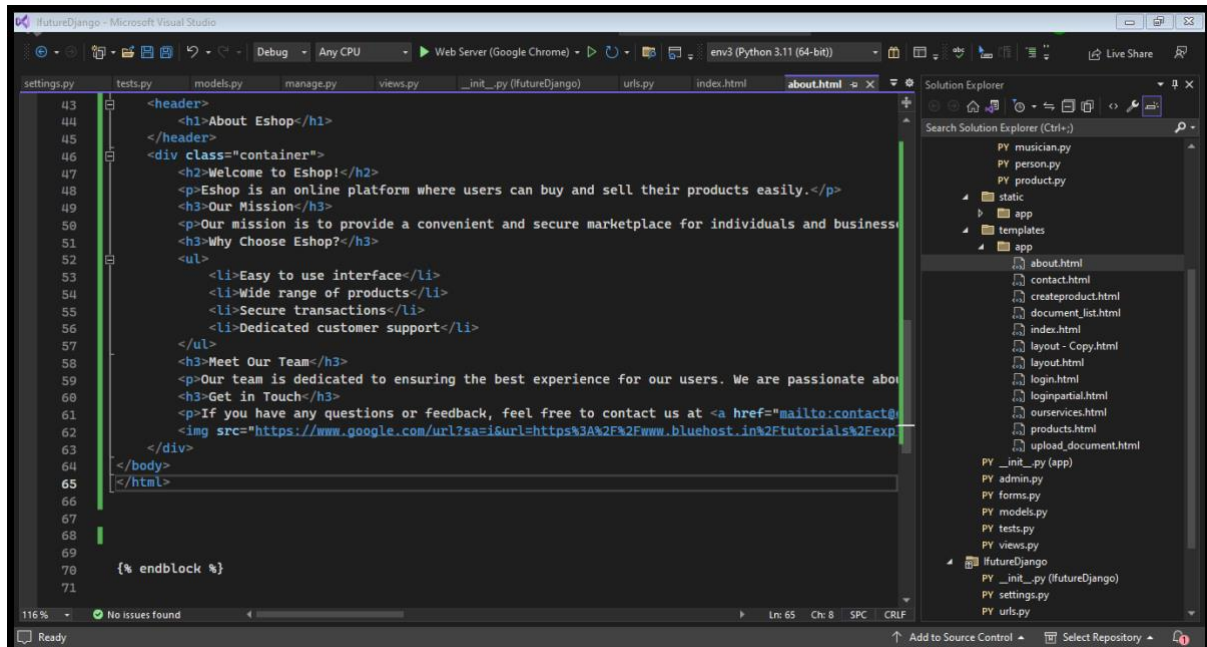 IfutureDjango - Microsoft Visual Studio
Debug Any CPU Web Server (Google Chrome) env3 (Python 3.11 (64-bit)) Live Share
settings.py tests.py models.py manage.py views.py __init__.py (IfutureDjango) urls.py index.html about.html
43 <header>
44 <h1>About Eshop</h1>
45 </header>
46 <div class="container">
47 <h2>Welcome to Eshop!</h2>
48 <p>Eshop is an online platform where users can buy and sell their products easily.</p>
49 <h3>Our Mission</h3>
50 <p>Our mission is to provide a convenient and secure marketplace for individuals and businesse
51 <h3>Why Choose Eshop?</h3>
52 <ul>
53 <li>Easy to use interface</li>
54 <li>Wide range of products</li>
55 <li>Secure transactions</li>
56 <li>Dedicated customer support</li>
57 </ul>
58 <h3>Meet Our Team</h3>
59 <p>Our team is dedicated to ensuring the best experience for our users. We are passionate abou
60 <h3>Get in Touch</h3>
61 <p>If you have any questions or feedback, feel free to contact us at <a href="mailto:contact@
62 <img src="https://www.google.com/url?sa=i&url=https%3A%2F%2Fwww.bluehost.in%2Ftutorials%2Fexp
63 </div>
64 </body>
65 </html>
66
67
68
69
70 {% endblock %}
71
116 % No issues found Ln: 65 Ch: 8 SPC CRLF
Solution Explorer
Search Solution Explorer (Ctrl+;)
PY musician.py
PY person.py
PY product.py
static
app
templates
app
about.html
contact.html
createproduct.html
document_list.html
index.html
layout - Copy.html
layout.html
login.html
loginpartial.html
ourservices.html
products.html
upload_document.html
PY __init__.py (app)
PY admin.py
PY forms.py
PY models.py
PY tests.py
PY views.py
IfutureDjango
PY __init__.py (IfutureDjango)
PY settings.py
PY urls.py
Ready Add to Source Control Select Repository 1